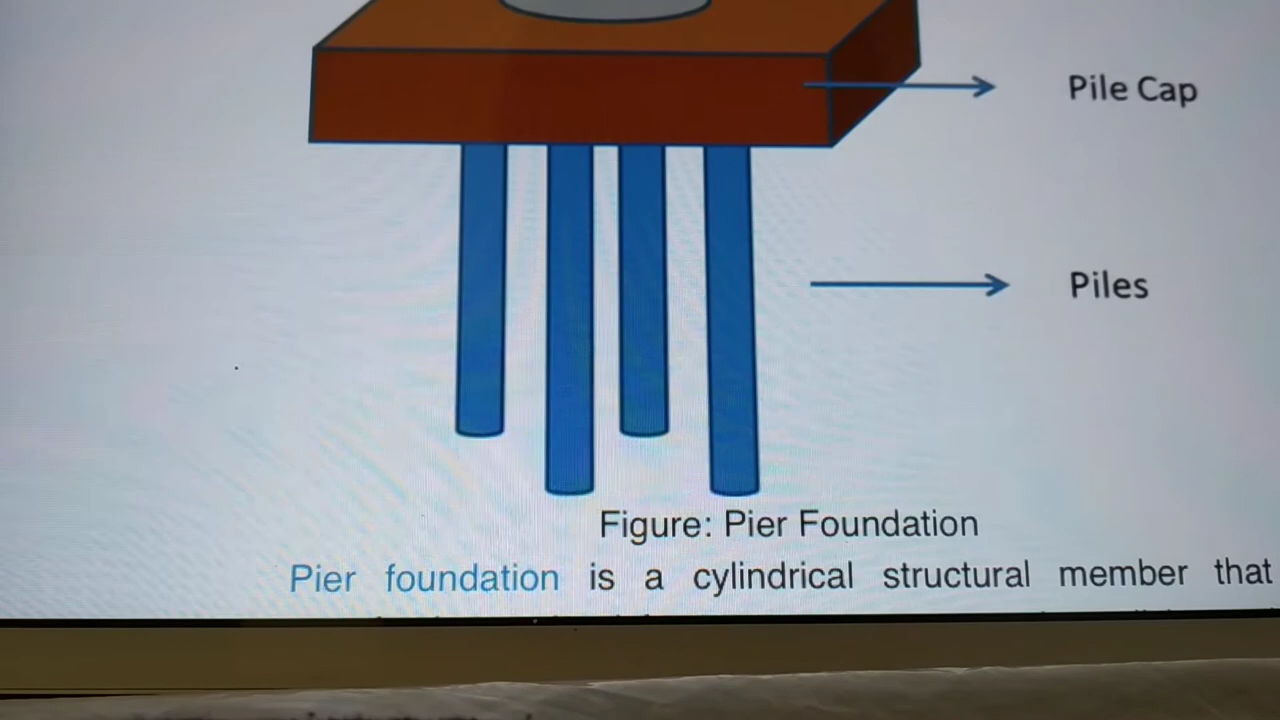 Pile Cap
Piles
Figure: Pier Foundation
Pier foundation is a cylindrical structural member that